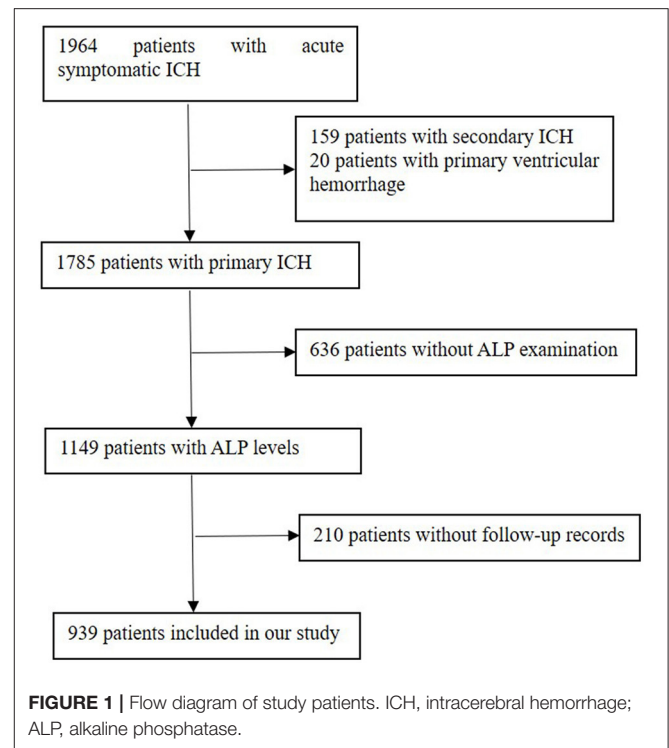 1964 patients with acute
symptomatic ICH
159 patients with secondary ICH
20 patients with primary ventricular
hemorrhage
1785 patients with primary ICH
636 patients without ALP examination
1149 patients with ALP levels
210 patients without follow-up records
939 patients included in our study
FIGURE 1 | Flow diagram of study patients. ICH, intracerebral hemorrhage;
ALP, alkaline phosphatase.